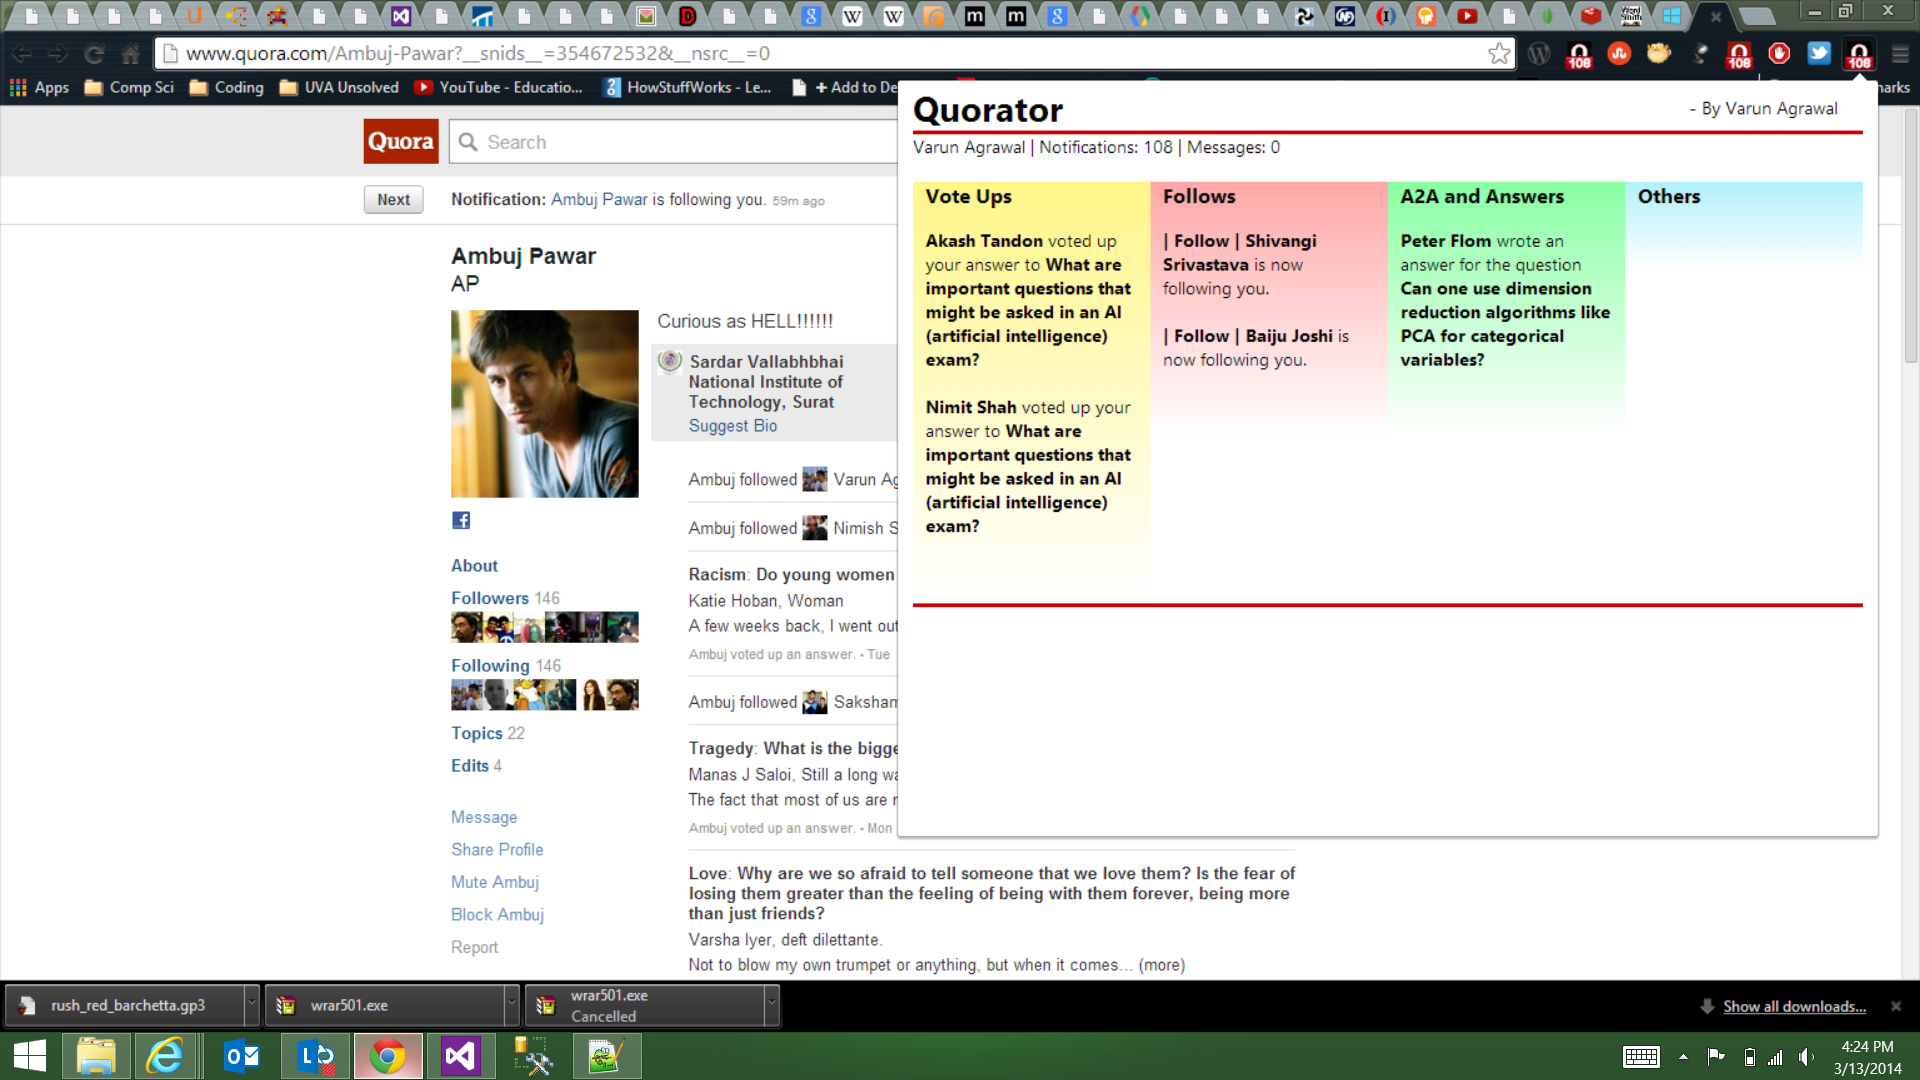 www.quora.com/Ambuj-Pawar?__snids__=354672532&__nsrc__=0
108
108
108
Apps
Comp Sci
Coding
UVA Unsolved
YouTube - Educatio...
HowStuffWorks - Le...
+ Add to De
narks
Quora
Search
Next
Notification: Ambuj Pawar is following you. 59m ago
Ambuj Pawar
AP
Curious as HELL!!!!!!
Sardar Vallabhbhai
National Institute of
Technology, Surat
Suggest Bio
Ambuj followed Varun Ag
Ambuj followed Nimish S
Racism: Do young women
Katie Hoban, Woman
A few weeks back, I went out
Ambuj voted up an answer. • Tue
Ambuj followed Saksham
Tragedy: What is the bigge
Manas J Saloi, Still a long wa
The fact that most of us are r
Ambuj voted up an answer. • Mon
Love: Why are we so afraid to tell someone that we love them? Is the fear of
losing them greater than the feeling of being with them forever, being more
than just friends?
Varsha Iyer, deft dilettante.
Not to blow my own trumpet or anything, but when it comes... (more)
About
Followers 146
Following 146
Topics 22
Edits 4
Message
Share Profile
Mute Ambuj
Block Ambuj
Report
Quorator
- By Varun Agrawal
Varun Agrawal | Notifications: 108 | Messages: 0
Vote Ups
Akash Tandon voted up
your answer to What are
important questions that
might be asked in an AI
(artificial intelligence)
exam?
Nimit Shah voted up your
answer to What are
important questions that
might be asked in an AI
(artificial intelligence)
exam?
Follows
| Follow | Shivangi
Srivastava is now
following you.
| Follow | Baiju Joshi is
now following you.
A2A and Answers
Peter Flom wrote an
answer for the question
Can one use dimension
reduction algorithms like
PCA for categorical
variables?
Others
rush_red_barchetta.gp3
wrar501.exe
wrar501.exe
Cancelled
Show all downloads...
4:24 PM
3/13/2014